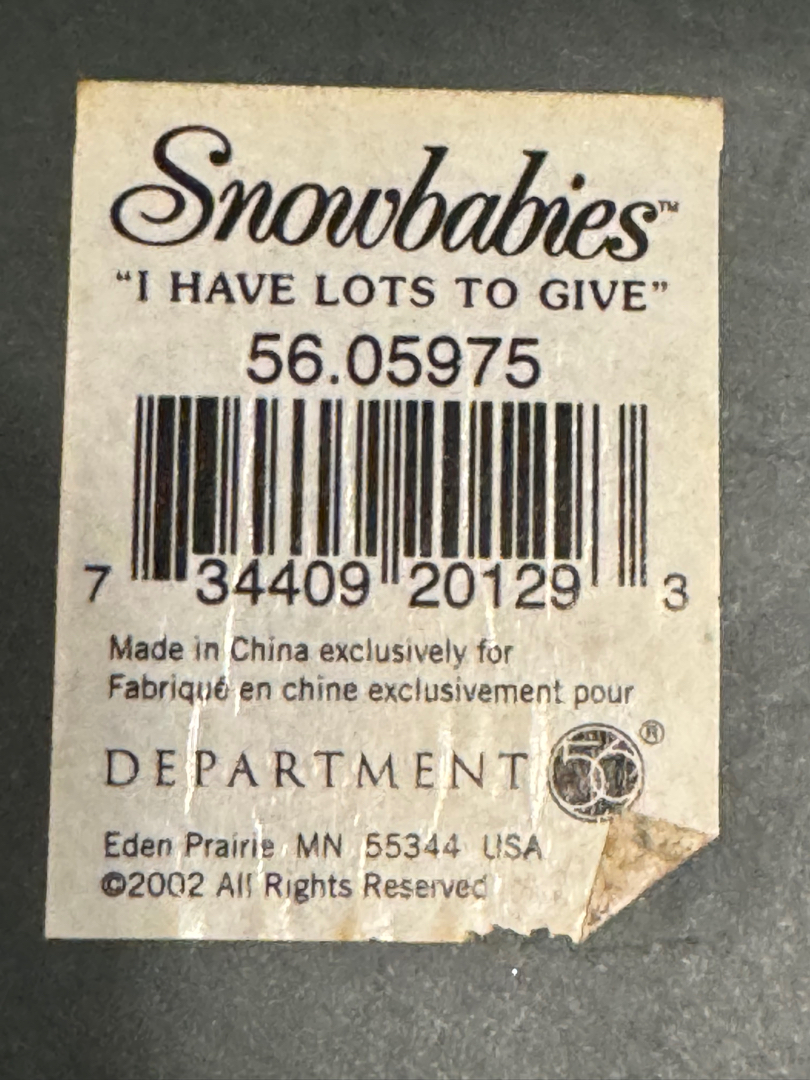 Snowbabies™
“I HAVE LOTS TO GIVE”
56.05975
7 34409 20129 3
Made in China exclusively for
Fabriqué en chine exclusivement pour
DEPARTMENT 56®
Eden Prairie MN 55344 USA
©2002 All Rights Reserved